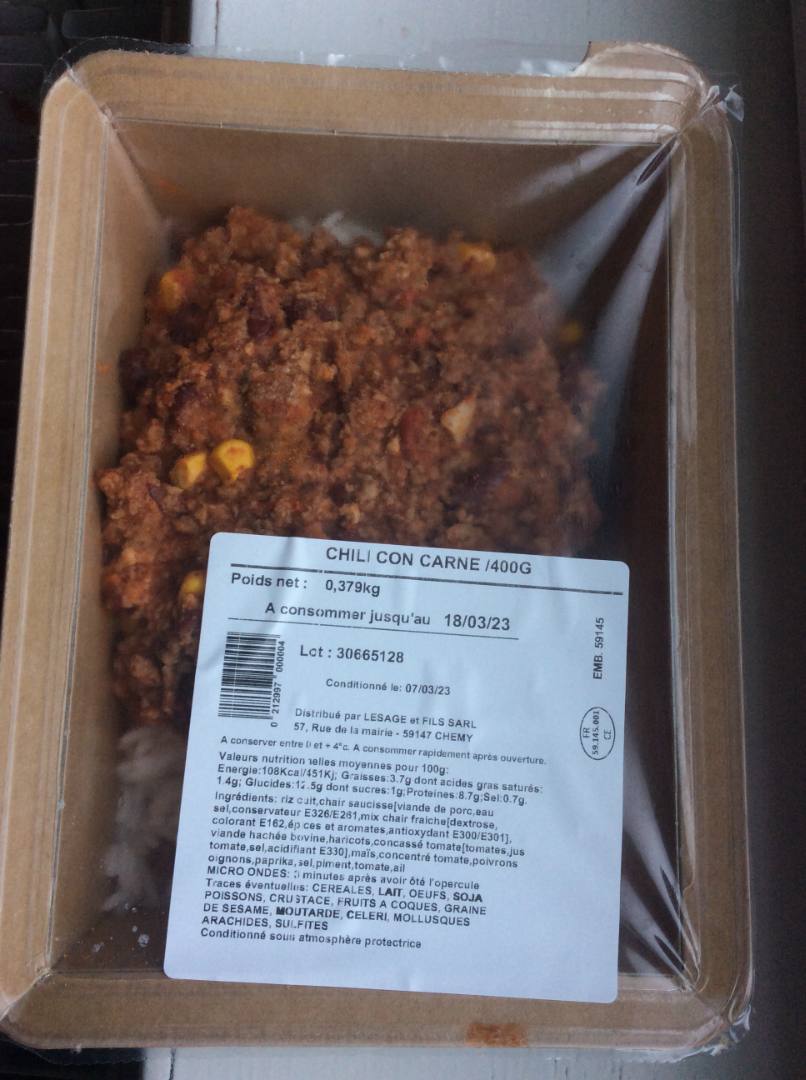 CHILI CON CARNE /400G
Poids net : 0,379kg
A consommer jusqu'au 18/03/23
Lot : 30665128
Conditionné le: 07/03/23
0 212997 000004
EMB. 59145
FR
59.145.001
CE
Distribué par LESAGE et FILS SARL
57, Rue de la mairie - 59147 CHEMY
A conserver entre 0 et + 4°c. A consommer rapidement après ouverture.
Valeurs nutritionnelles moyennes pour 100g:
Energie:108Kcal/451Kj; Graisses:3.7g dont acides gras saturés:
1.4g; Glucides:12.5g dont sucres:1g;Proteines:8.7g;Sel:0.7g.
Ingrédients: riz cuit,chair saucisse[viande de porc,eau
sel,conservateur E326/E261,mix chair fraiche[dextrose,
colorant E162,épices et aromates,antioxydant E300/E301],
viande hachée bovine,haricots,concassé tomate[tomates,jus
tomate,sel,acidifiant E330],maïs,concentré tomate,poivrons
oignons,paprika,sel,piment,tomate,ail
MICRO ONDES: 3 minutes après avoir ôté l'opercule
Traces éventuelles: CEREALES, LAIT, OEUFS, SOJA
POISSONS, CRUSTACE, FRUITS A COQUES, GRAINE
DE SESAME, MOUTARDE, CELERI, MOLLUSQUES
ARACHIDES, SULFITES
Conditionné sous atmosphère protectrice